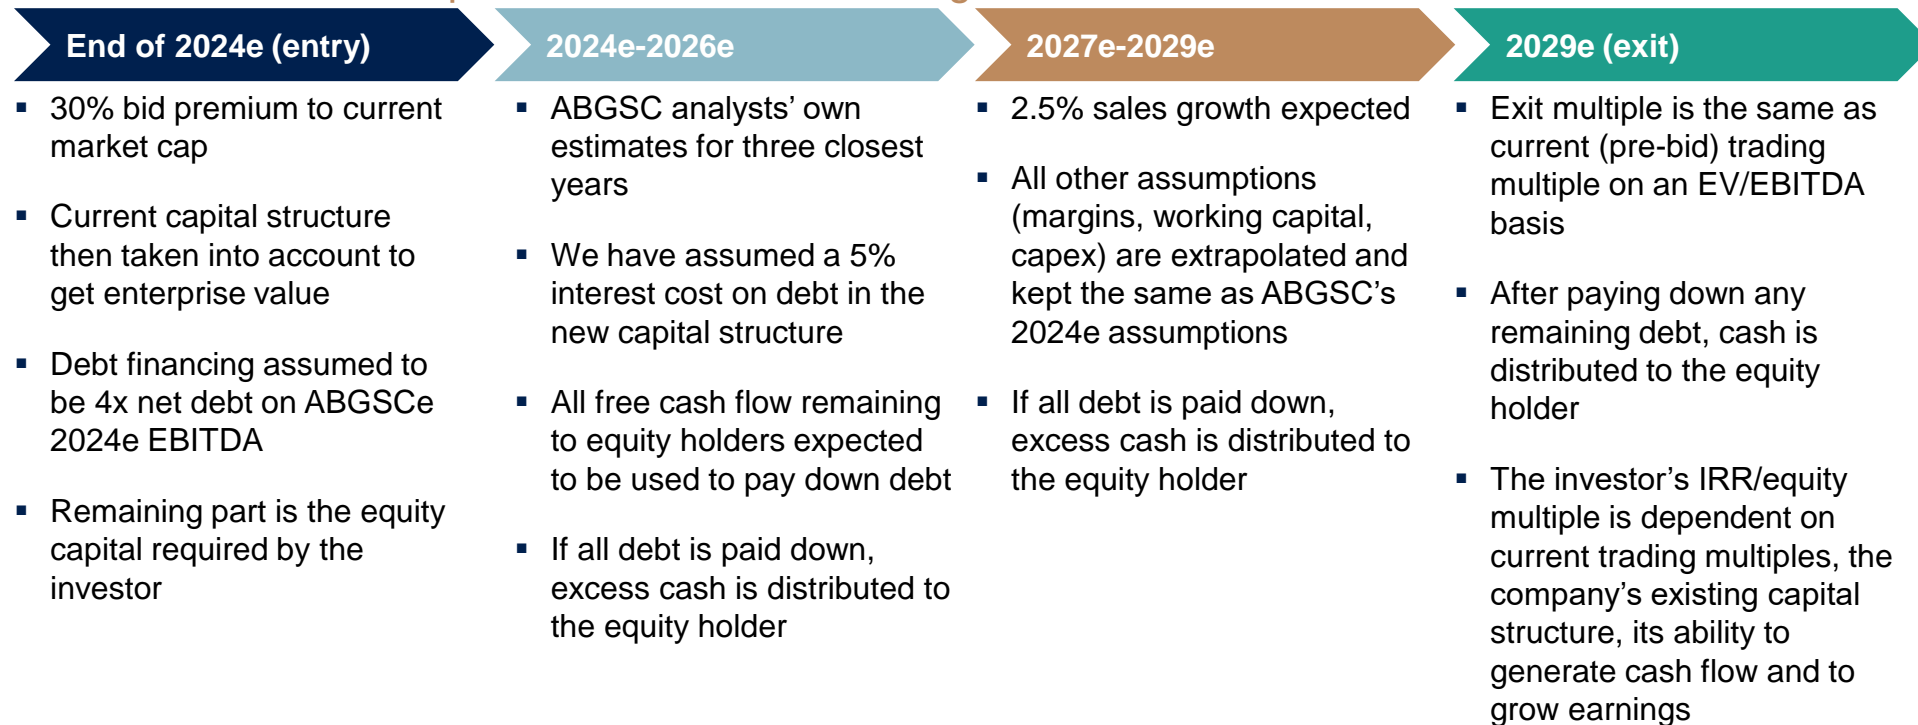 End of 2024e (entry)
▪ 30% bid premium to current
market cap
▪ Current capital structure
then taken into account to
get enterprise value
▪ Debt financing assumed to
be 4x net debt on ABGSCe
2024e EBITDA
▪ Remaining part is the equity
capital required by the
investor
2024e-2026e
▪ ABGSC analysts’ own
estimates for three closest
years
▪ We have assumed a 5%
interest cost on debt in the
new capital structure
▪ All free cash flow remaining
to equity holders expected
to be used to pay down debt
▪ If all debt is paid down,
excess cash is distributed to
the equity holder
2027e-2029e
▪ 2.5% sales growth expected
▪ All other assumptions
(margins, working capital,
capex) are extrapolated and
kept the same as ABGSC’s
2024e assumptions
▪ If all debt is paid down,
excess cash is distributed to
the equity holder
2029e (exit)
▪ Exit multiple is the same as
current (pre-bid) trading
multiple on an EV/EBITDA
basis
▪ After paying down any
remaining debt, cash is
distributed to the equity
holder
▪ The investor’s IRR/equity
multiple is dependent on
current trading multiples, the
company’s existing capital
structure, its ability to
generate cash flow and to
grow earnings